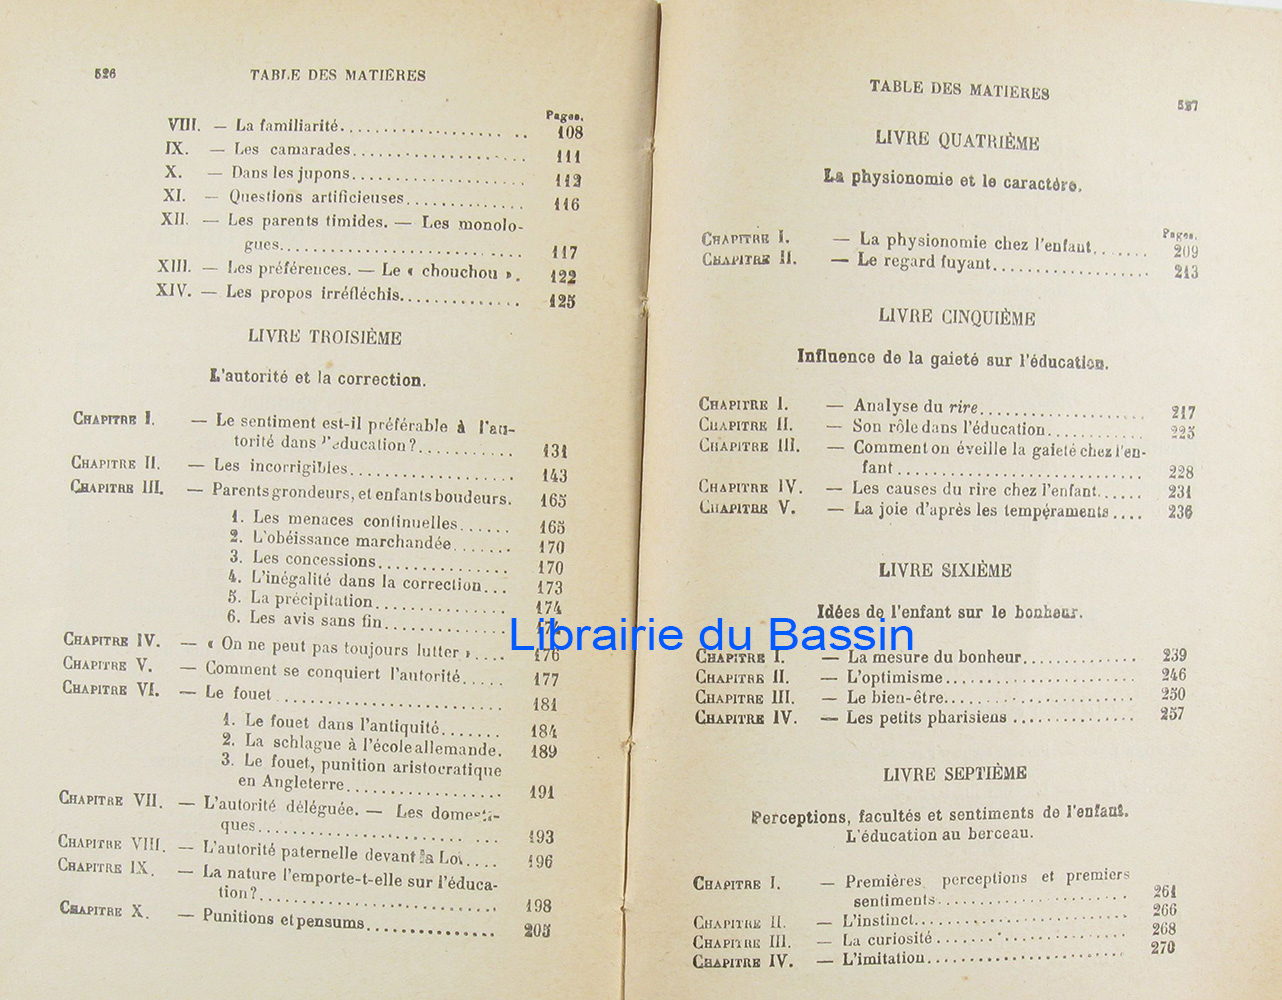 526
TABLE DES MATIÈRES
Pages.
VIII. — La familiarité.................... .. 108
IX. — Les camarades...................... 111
X. — Dans les jupons...................... 112
XI. — Questions artificieuses.............. 116
XII. — Les parents timides. — Les monolo-
gues.............................. 117
XIII. — Les préférences. — Le « chouchou ». 122
XIV. — Les propos irréfléchis.............. 125
LIVRE TROISIÈME
L'autorité et la correction.
CHAPITRE I. — Le sentiment est-il préférable à l'au-
torité dans l'éducation?............ 131
CHAPITRE II. — Les incorrigibles.................. 143
CHAPITRE III. — Parents grondeurs, et enfants boudeurs. 165
1. Les menaces continuelles...... 165
2. L'obéissance marchandée....... 170
3. Les concessions.............. 170
4. L'inégalité dans la correction... 173
5. La précipitation.............. 174
6. Les avis sans fin............. 174
CHAPITRE IV. — « On ne peut pas toujours lutter ».... 176
CHAPITRE V. — Comment se conquiert l'autorité..... 177
CHAPITRE VI. — Le fouet........................ 181
1. Le fouet dans l'antiquité....... 184
2. La schlague à l'école allemande. 189
3. Le fouet, punition aristocratique
en Angleterre................ 191
CHAPITRE VII. — L'autorité déléguée. — Les domesti-
ques............................ 193
CHAPITRE VIII. — L'autorité paternelle devant la Loi.... 196
CHAPITRE IX. — La nature l'emporte-t-elle sur l'éduca-
tion?............................ 198
CHAPITRE X. — Punitions et pensums.............. 205
TABLE DES MATIÈRES
527
LIVRE QUATRIÈME
La physionomie et le caractère.
Pages.
CHAPITRE I. — La physionomie chez l'enfant....... 209
CHAPITRE II. — Le regard fuyant.................. 213
LIVRE CINQUIÈME
Influence de la gaieté sur l'éducation.
CHAPITRE I. — Analyse du rire.................... 217
CHAPITRE II. — Son rôle dans l'éducation............ 225
CHAPITRE III. — Comment on éveille la gaieté chez l'en-
fant.............................. 228
CHAPITRE IV. — Les causes du rire chez l'enfant...... 231
CHAPITRE V. — La joie d'après les tempéraments.... 236
LIVRE SIXIÈME
Idées de l'enfant sur le bonheur.
Librairie du Bassin
CHAPITRE I. — La mesure du bonheur.............. 239
CHAPITRE II. — L'optimisme...................... 246
CHAPITRE III. — Le bien-être...................... 250
CHAPITRE IV. — Les petits pharisiens .............. 257
LIVRE SEPTIÈME
Perceptions, facultés et sentiments de l'enfant.
L'éducation au berceau.
CHAPITRE I. — Premières perceptions et premiers
sentiments........................ 261
CHAPITRE II. — L'instinct........................ 266
CHAPITRE III. — La curiosité...................... 268
CHAPITRE IV. — L'imitation...................... 270